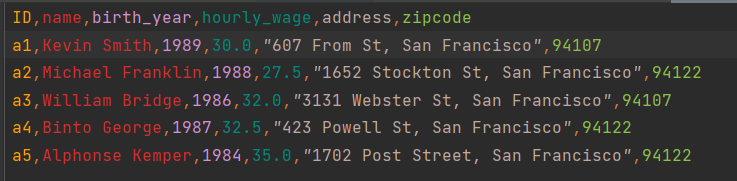 ID,name,birth_year,hourly_wage,address,zipcode
a1,Kevin Smith,1989,30.0,"607 From St, San Francisco",94107
a2,Michael Franklin,1988,27.5,"1652 Stockton St, San Francisco",94122
a3,William Bridge,1986,32.0,"3131 Webster St, San Francisco",94107
a4,Binto George,1987,32.5,"423 Powell St, San Francisco",94122
a5,Alphonse Kemper,1984,35.0,"1702 Post Street, San Francisco",94122